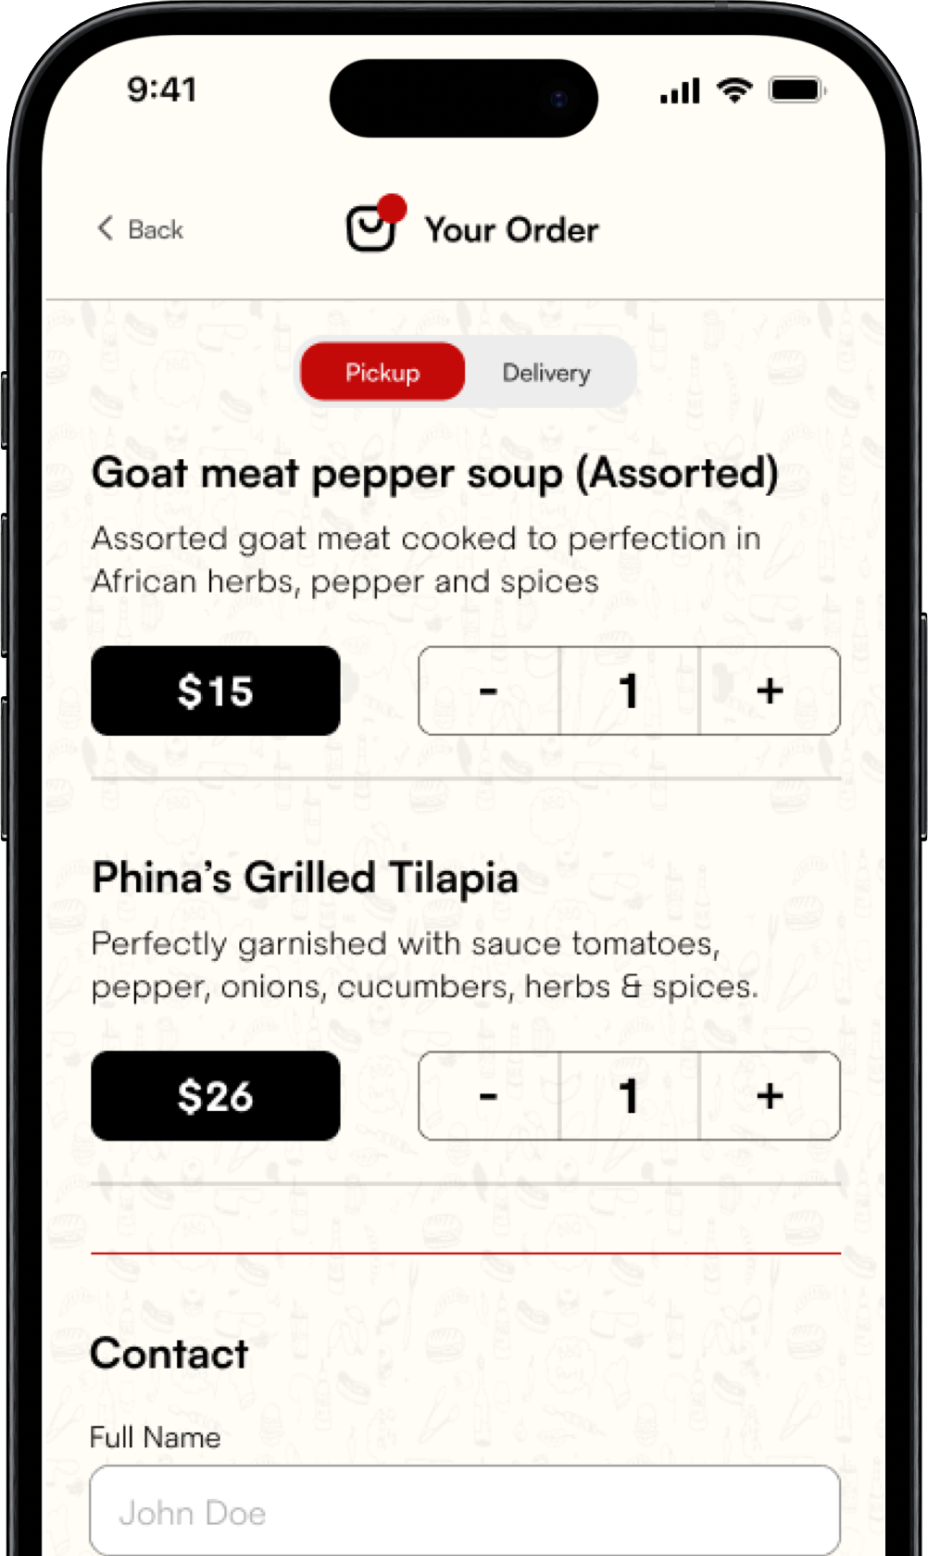 9:41
Back
Your Order
Pickup
Delivery
Goat meat pepper soup (Assorted)
Assorted goat meat cooked to perfection in
African herbs, pepper and spices
$15
- 1 +
Phina’s Grilled Tilapia
Perfectly garnished with sauce tomatoes,
pepper, onions, cucumbers, herbs & spices.
$26
- 1 +
Contact
Full Name
John Doe